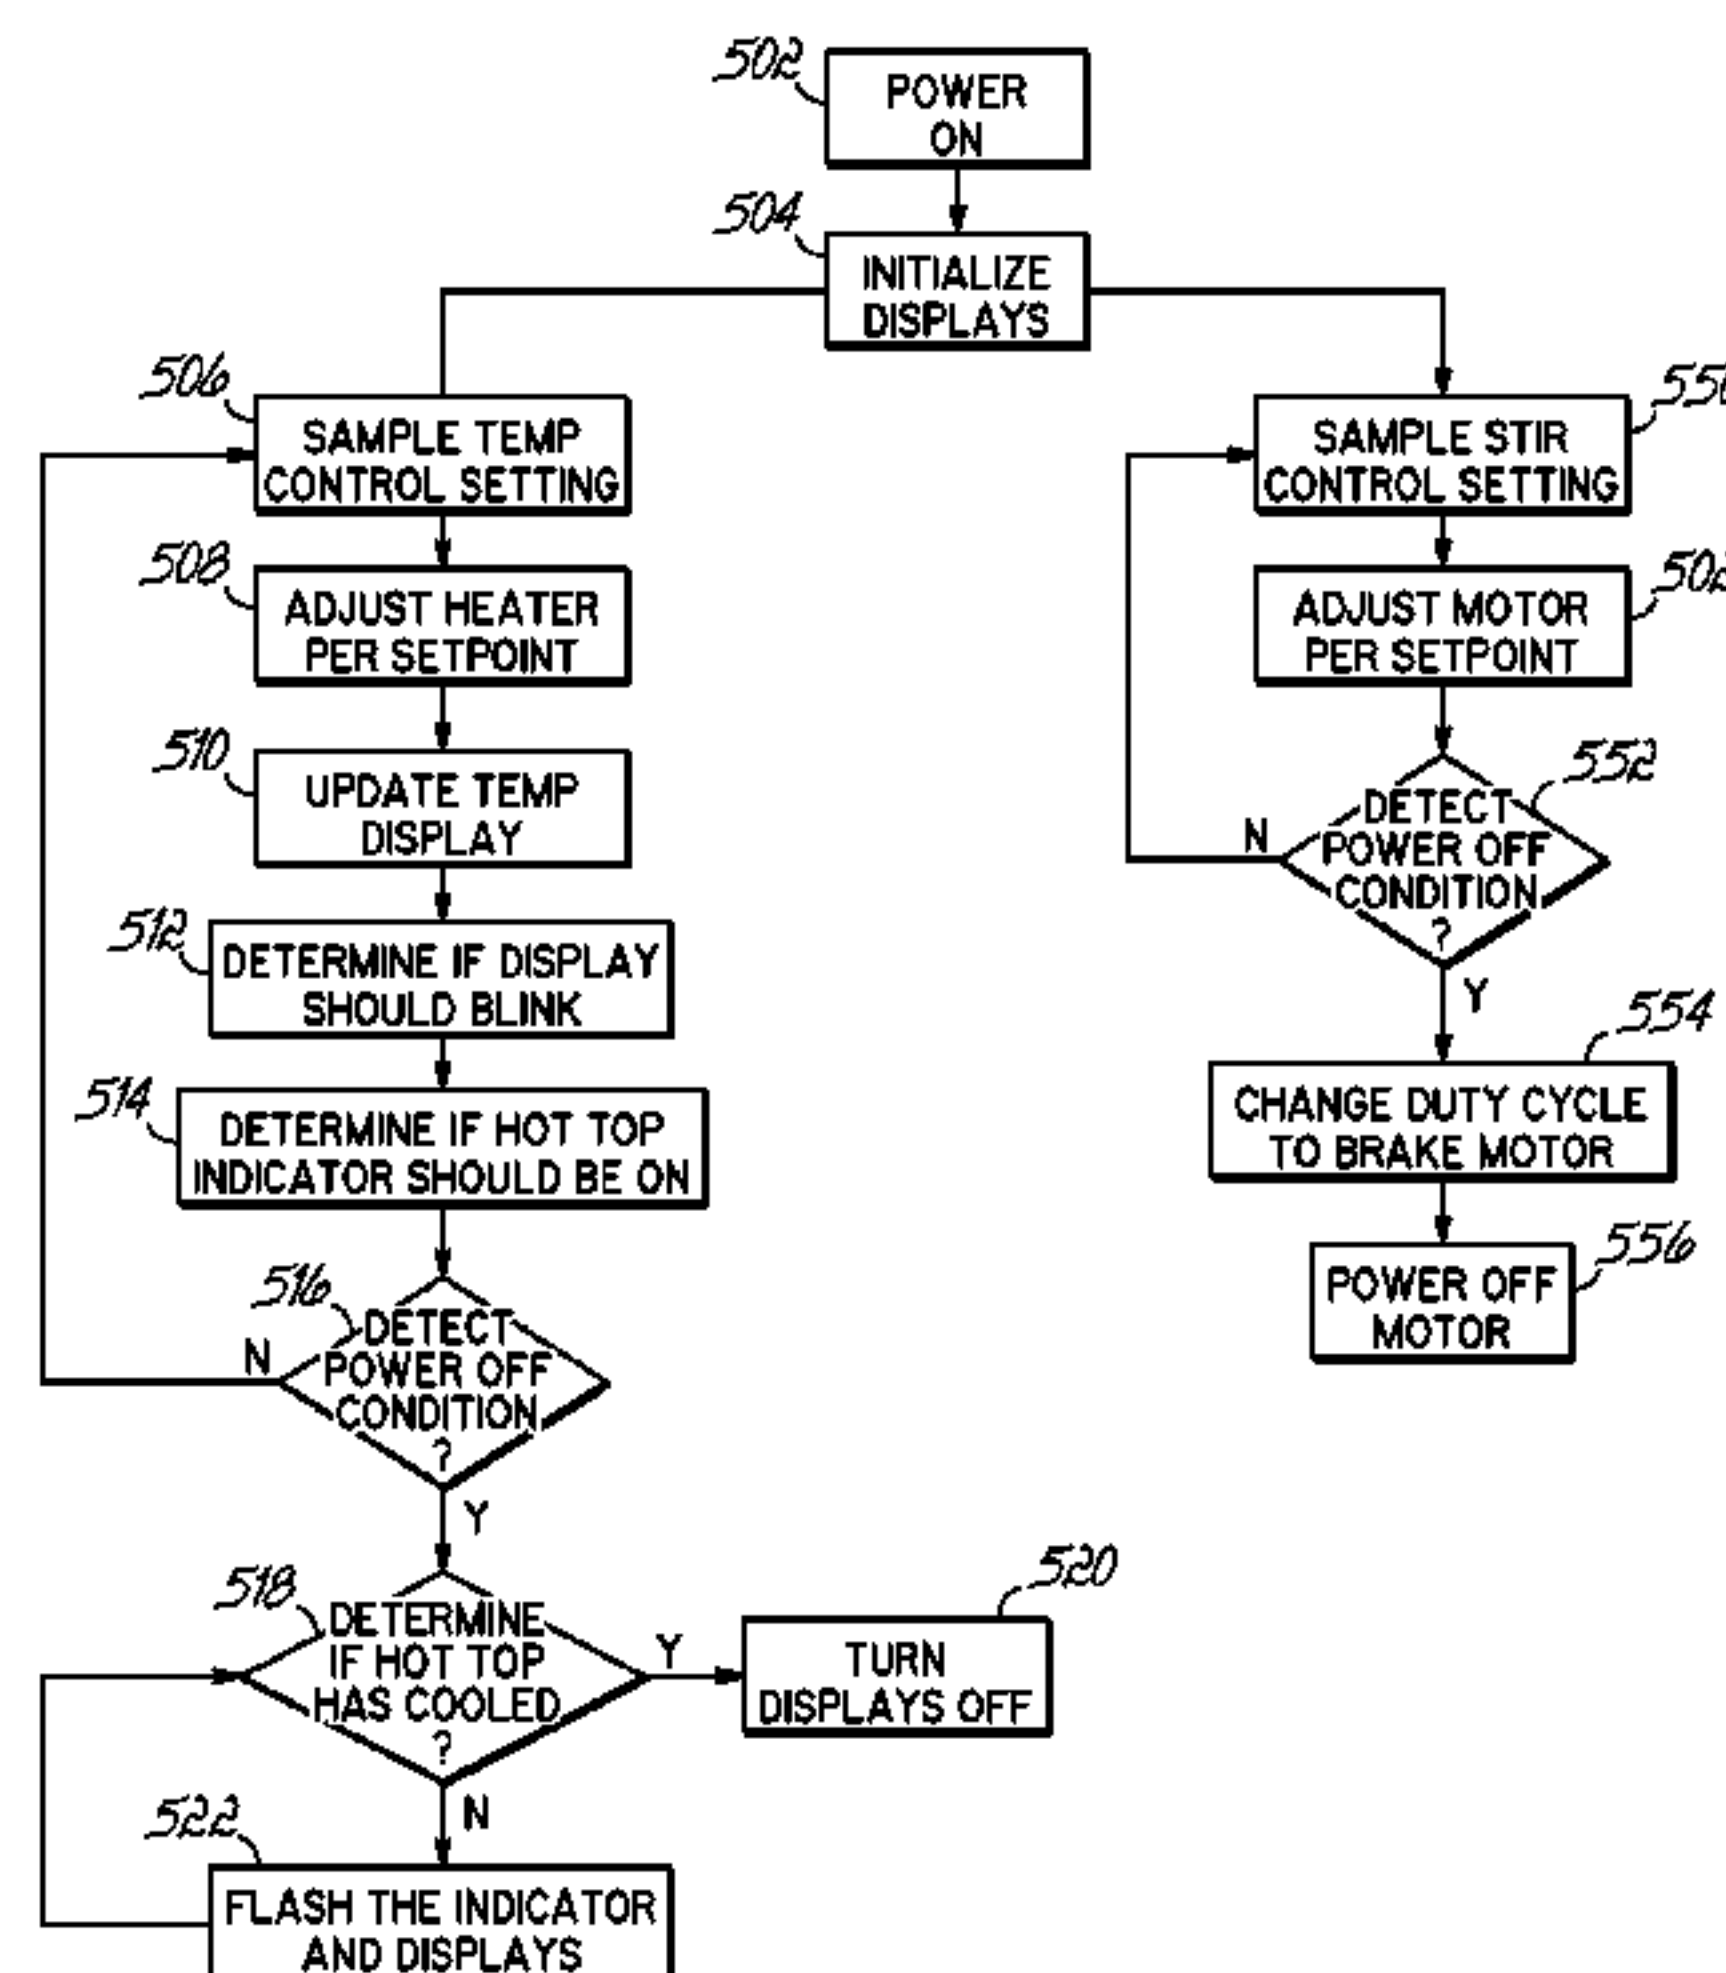 502
POWER
ON
504
INITIALIZE
DISPLAYS
506
SAMPLE TEMP
CONTROL SETTING
508
ADJUST HEATER
PER SETPOINT
510
UPDATE TEMP
DISPLAY
512
DETERMINE IF DISPLAY
SHOULD BLINK
514
DETERMINE IF HOT TOP
INDICATOR SHOULD BE ON
516
DETECT
POWER OFF
CONDITION
?
N
Y
518
DETERMINE
IF HOT TOP
HAS COOLED
?
Y
N
520
TURN
DISPLAYS OFF
522
FLASH THE INDICATOR
AND DISPLAYS
SAMPLE STIR
CONTROL SETTING
ADJUST MOTOR
PER SETPOINT
552
DETECT
POWER OFF
CONDITION
?
N
Y
554
CHANGE DUTY CYCLE
TO BRAKE MOTOR
556
POWER OFF
MOTOR